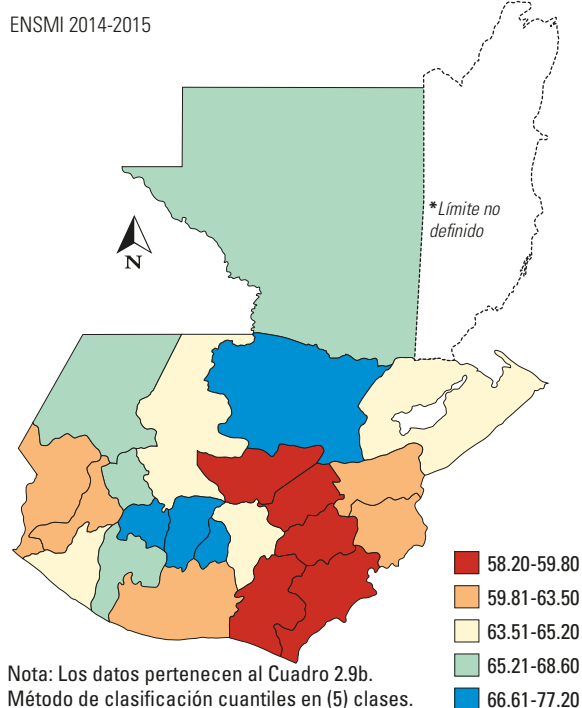 ENSMI 2014-2015
*Límite no
definido
N
58.20-59.80
59.81-63.50
63.51-65.20
65.21-68.60
66.61-77.20
Nota: Los datos pertenecen al Cuadro 2.9b.
Método de clasificación cuantiles en (5) clases.